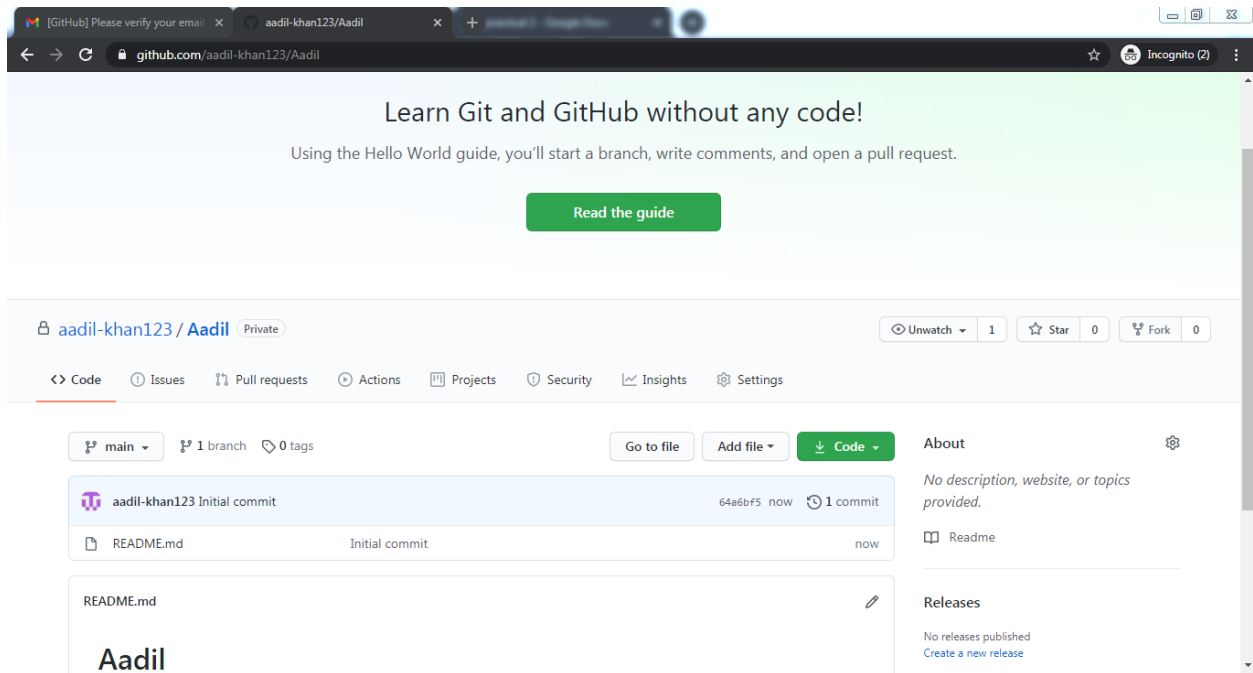 [GitHub] Please verify your email
aadil-khan123/Aadil
github.com/aadil-khan123/Aadil
Incognito (2)
Learn Git and GitHub without any code!
Using the Hello World guide, you’ll start a branch, write comments, and open a pull request.
Read the guide
aadil-khan123 / Aadil Private
Unwatch 1 Star 0 Fork 0
Code Issues Pull requests Actions Projects Security Insights Settings
main 1 branch 0 tags Go to file Add file Code
aadil-khan123 Initial commit 64a6bf5 now 1 commit
README.md Initial commit now
README.md
Aadil
About
No description, website, or topics
provided.
Readme
Releases
No releases published
Create a new release